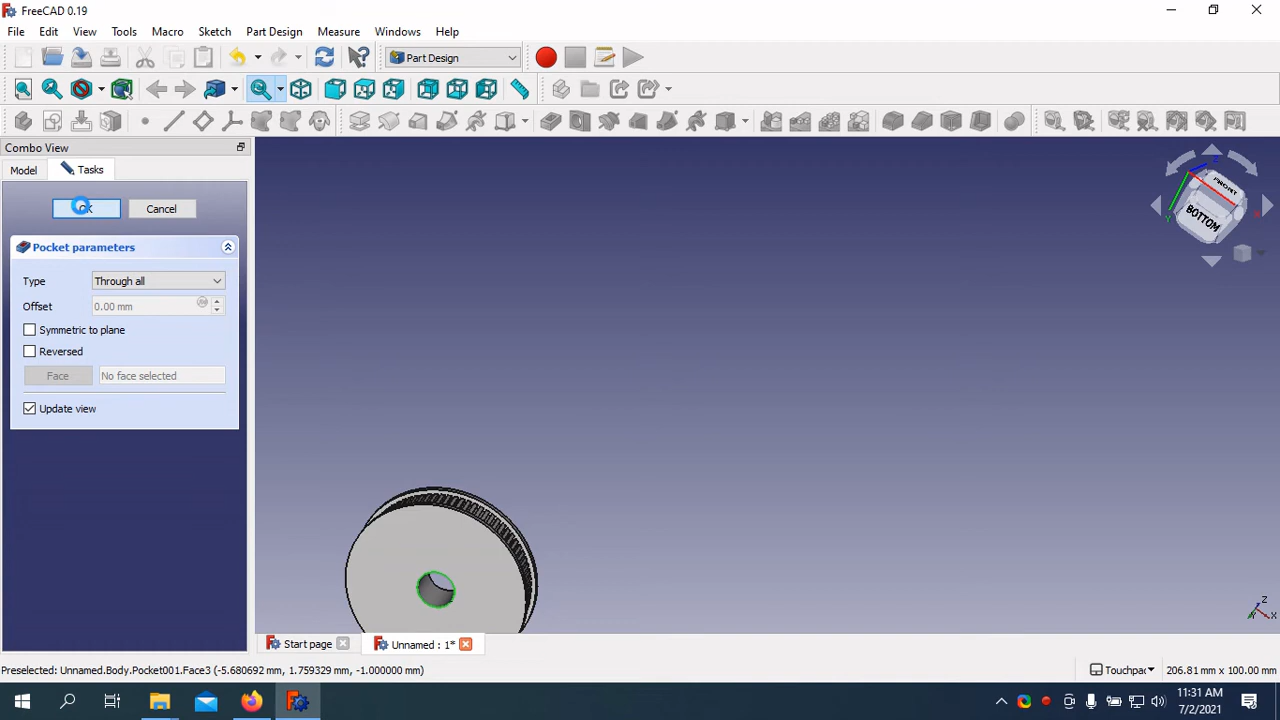 FreeCAD 0.19
File Edit View Tools Macro Sketch Part Design Measure Windows Help
Part Design
Combo View
Model Tasks
Cancel
Pocket parameters
Type Through all
Offset 0.00 mm
Symmetric to plane
Reversed
Face No face selected
Update view
FRONT
BOTTOM
Z
Y
X
Z
Y
X
Start page Unnamed : 1*
Preselected: Unnamed.Body.Pocket001.Face3 (-5.680692 mm, 1.759329 mm, -1.000000 mm) Touchpac 206.81 mm x 100.00 mm
11:31 AM
7/2/2021